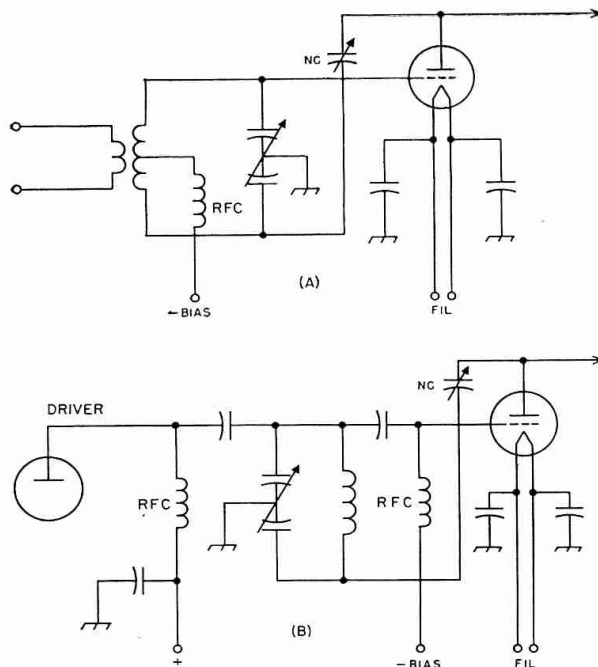 NC
RFC
(A)
–BIAS
FIL
NC
DRIVER
RFC
RFC
(B)
+
–BIAS
FIL